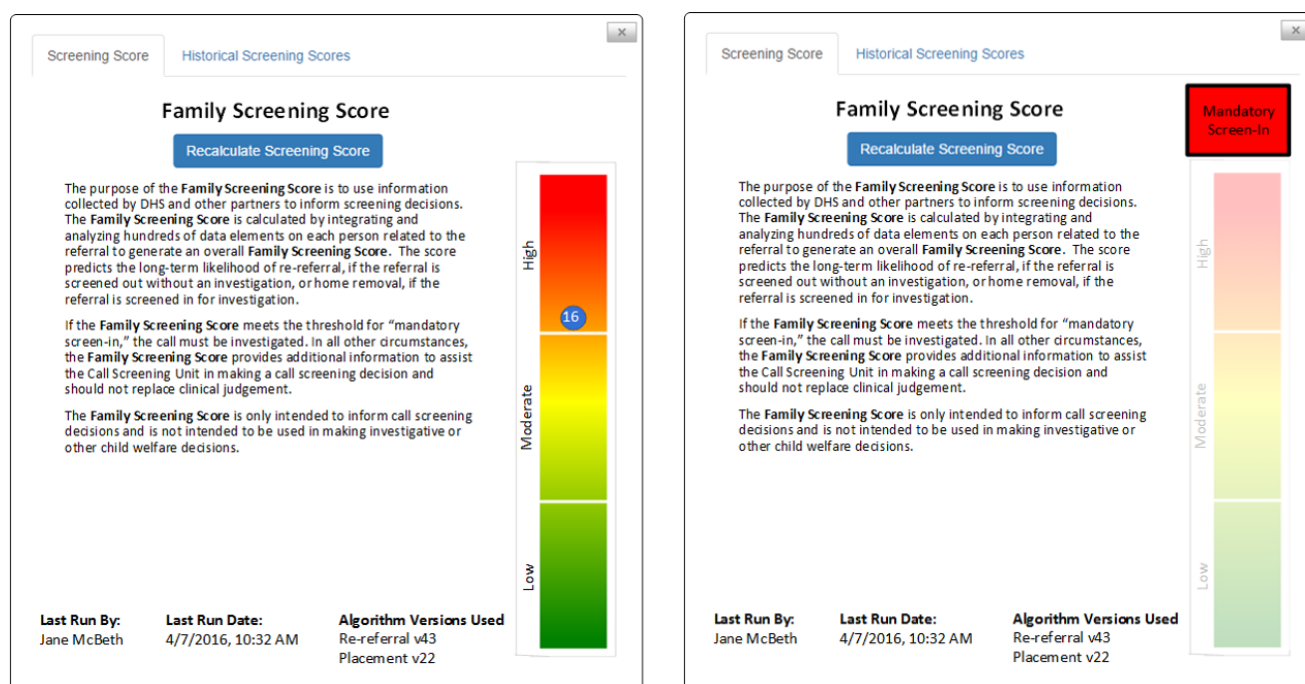 ×
Screening Score
Historical Screening Scores
Family Screening Score
Recalculate Screening Score
The purpose of the Family Screening Score is to use information
collected by DHS and other partners to inform screening decisions.
The Family Screening Score is calculated by integrating and
analyzing hundreds of data elements on each person related to the
referral to generate an overall Family Screening Score. The score
predicts the long-term likelihood of re-referral, if the referral is
screened out without an investigation, or home removal, if the
referral is screened in for investigation.
If the Family Screening Score meets the threshold for “mandatory
screen-in,” the call must be investigated. In all other circumstances,
the Family Screening Score provides additional information to assist
the Call Screening Unit in making a call screening decision and
should not replace clinical judgement.
The Family Screening Score is only intended to inform call screening
decisions and is not intended to be used in making investigative or
other child welfare decisions.
High
16
Moderate
Low
Last Run By:
Jane McBeth
Last Run Date:
4/7/2016, 10:32 AM
Algorithm Versions Used
Re-referral v43
Placement v22
×
Screening Score
Historical Screening Scores
Family Screening Score
Mandatory
Screen-In
Recalculate Screening Score
The purpose of the Family Screening Score is to use information
collected by DHS and other partners to inform screening decisions.
The Family Screening Score is calculated by integrating and
analyzing hundreds of data elements on each person related to the
referral to generate an overall Family Screening Score. The score
predicts the long-term likelihood of re-referral, if the referral is
screened out without an investigation, or home removal, if the
referral is screened in for investigation.
If the Family Screening Score meets the threshold for “mandatory
screen-in,” the call must be investigated. In all other circumstances,
the Family Screening Score provides additional information to assist
the Call Screening Unit in making a call screening decision and
should not replace clinical judgement.
The Family Screening Score is only intended to inform call screening
decisions and is not intended to be used in making investigative or
other child welfare decisions.
High
Moderate
Low
Last Run By:
Jane McBeth
Last Run Date:
4/7/2016, 10:32 AM
Algorithm Versions Used
Re-referral v43
Placement v22